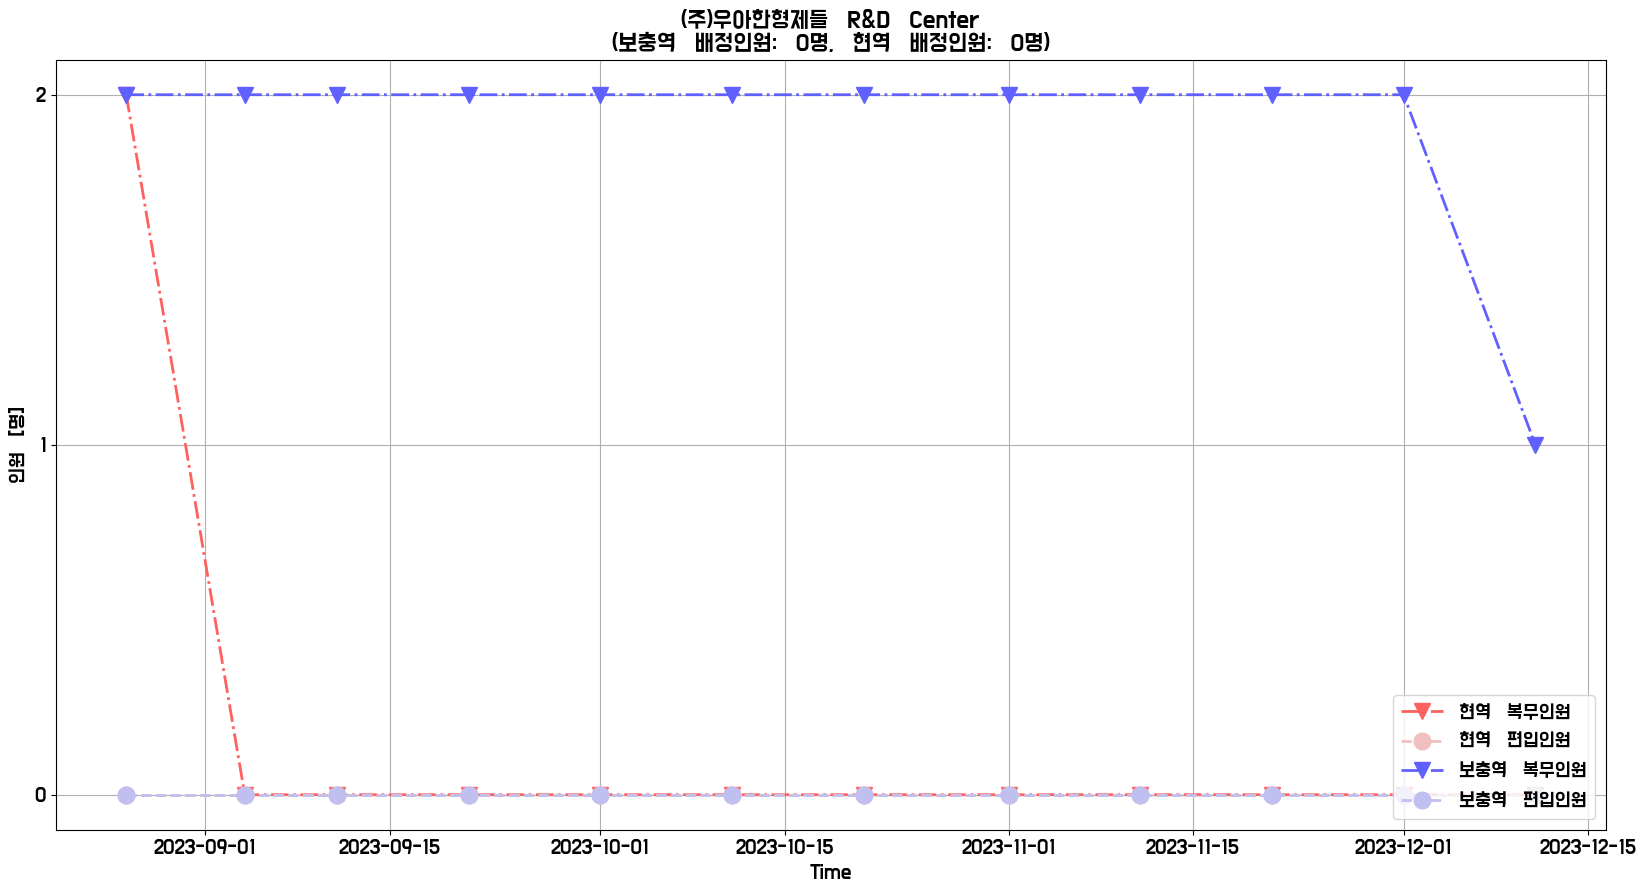 (주)우아한형제들 R&D Center
(보충역 배정인원: 0명, 현역 배정인원: 0명)
2
1
0
인원 [명]
현역 복무인원
현역 편입인원
보충역 복무인원
보충역 편입인원
2023-09-01 2023-09-15 2023-10-01 2023-10-15 2023-11-01 2023-11-15 2023-12-01 2023-12-15
Time